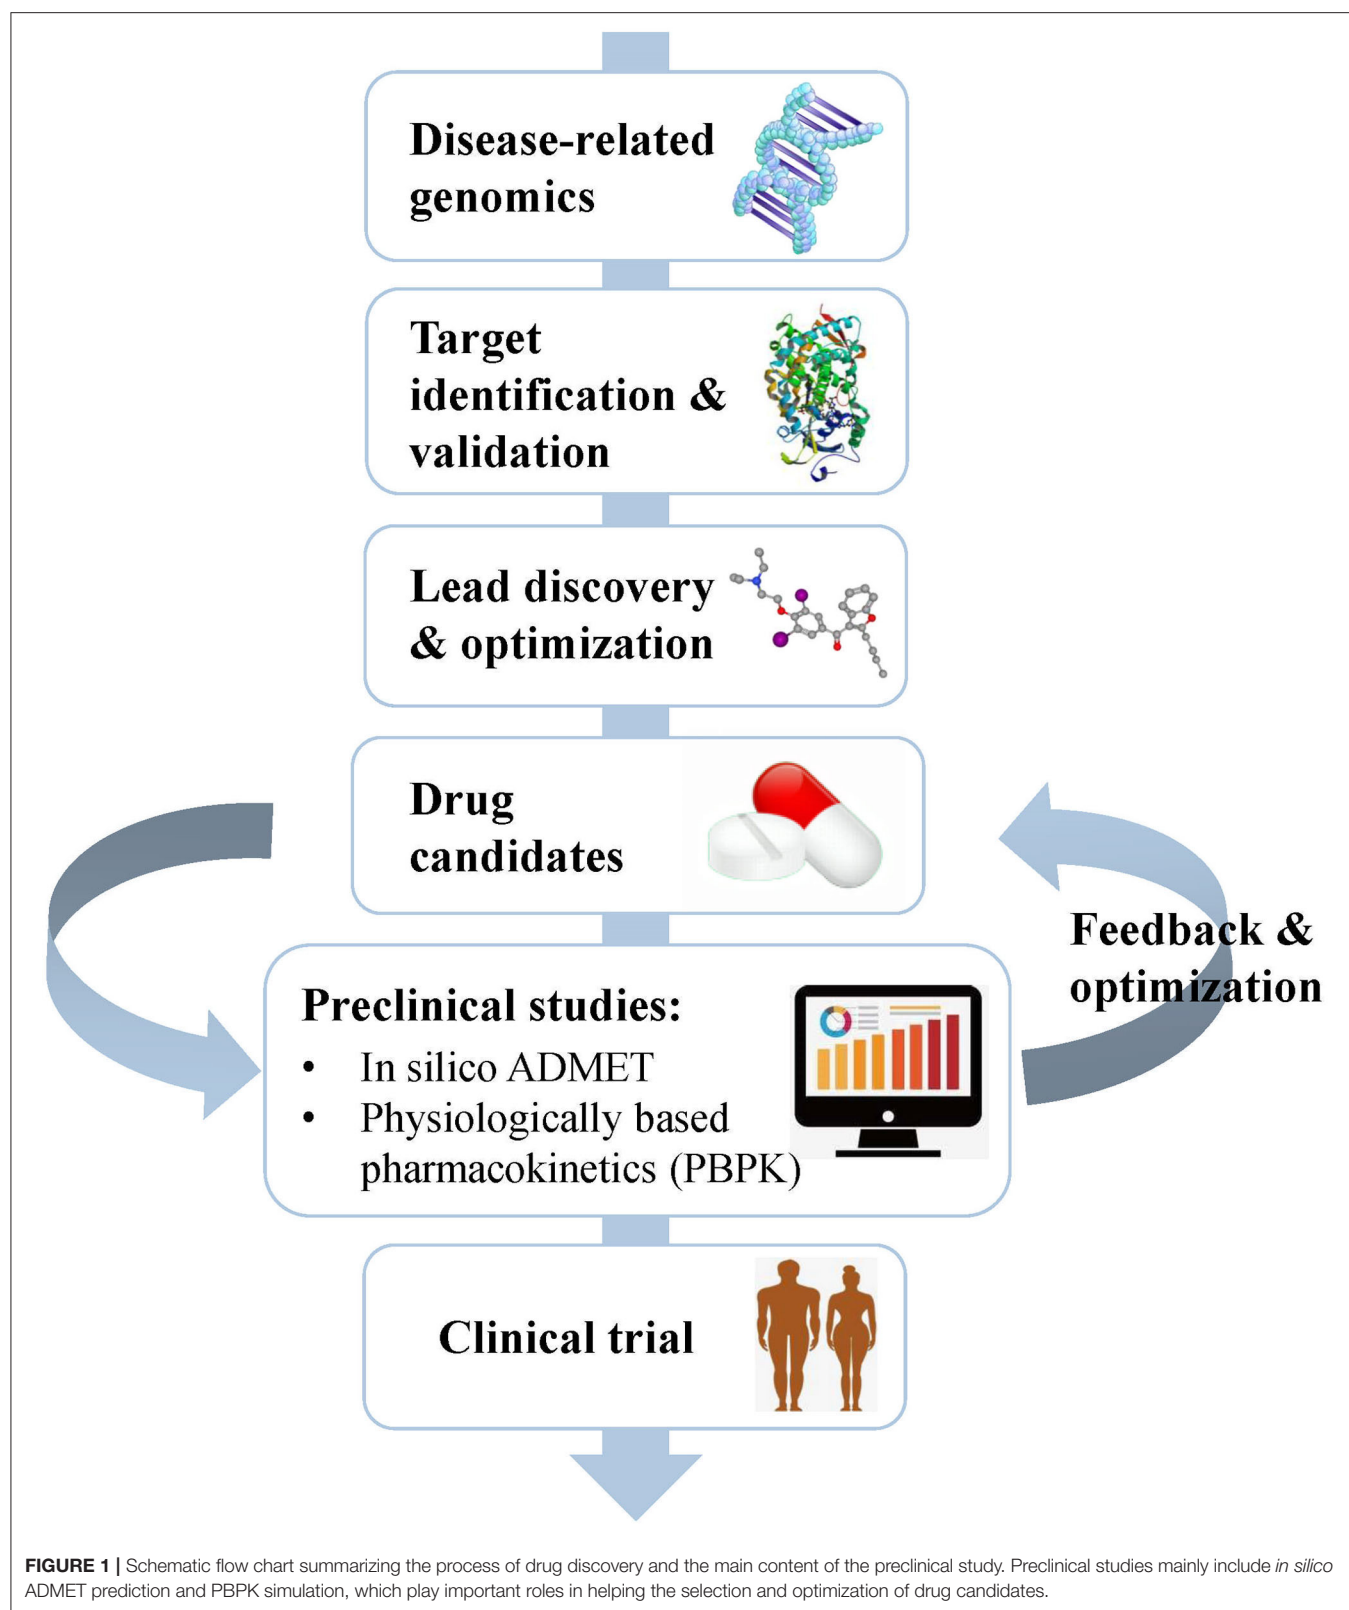 Disease-related
genomics
Target
identification &
validation
Lead discovery
& optimization
Drug
candidates
Feedback &
optimization
Preclinical studies:
• In silico ADMET
• Physiologically based
pharmacokinetics (PBPK)
Clinical trial
FIGURE 1 | Schematic flow chart summarizing the process of drug discovery and the main content of the preclinical study. Preclinical studies mainly include in silico
ADMET prediction and PBPK simulation, which play important roles in helping the selection and optimization of drug candidates.